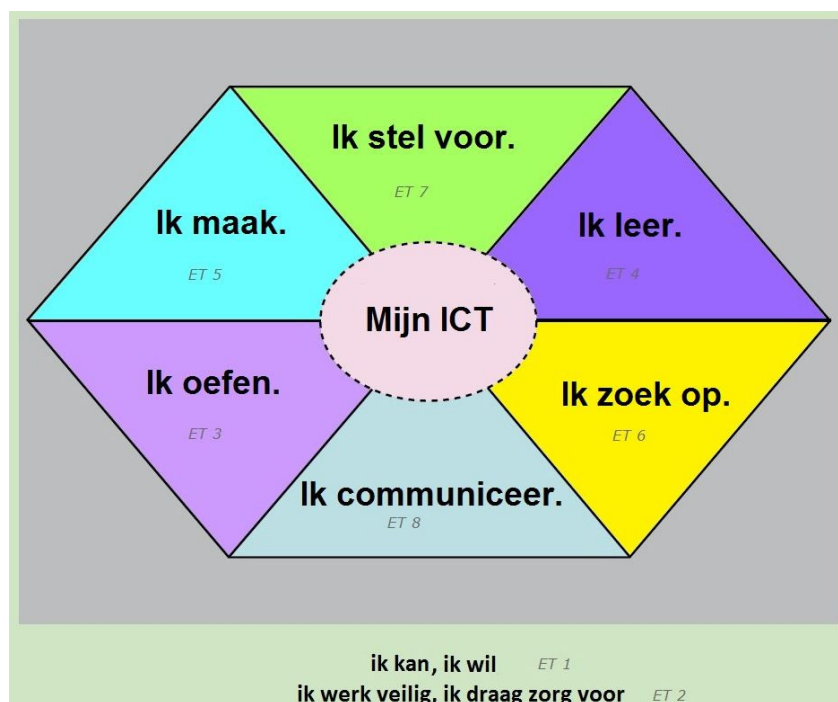 Ik stel voor.
ET 7
Ik maak.
ET 5
Ik leer.
ET 4
Mijn ICT
Ik oefen.
ET 3
Ik zoek op.
ET 6
Ik communiceer.
ET 8
ik kan, ik wil ET 1
ik werk veilig, ik draag zorg voor ET 2